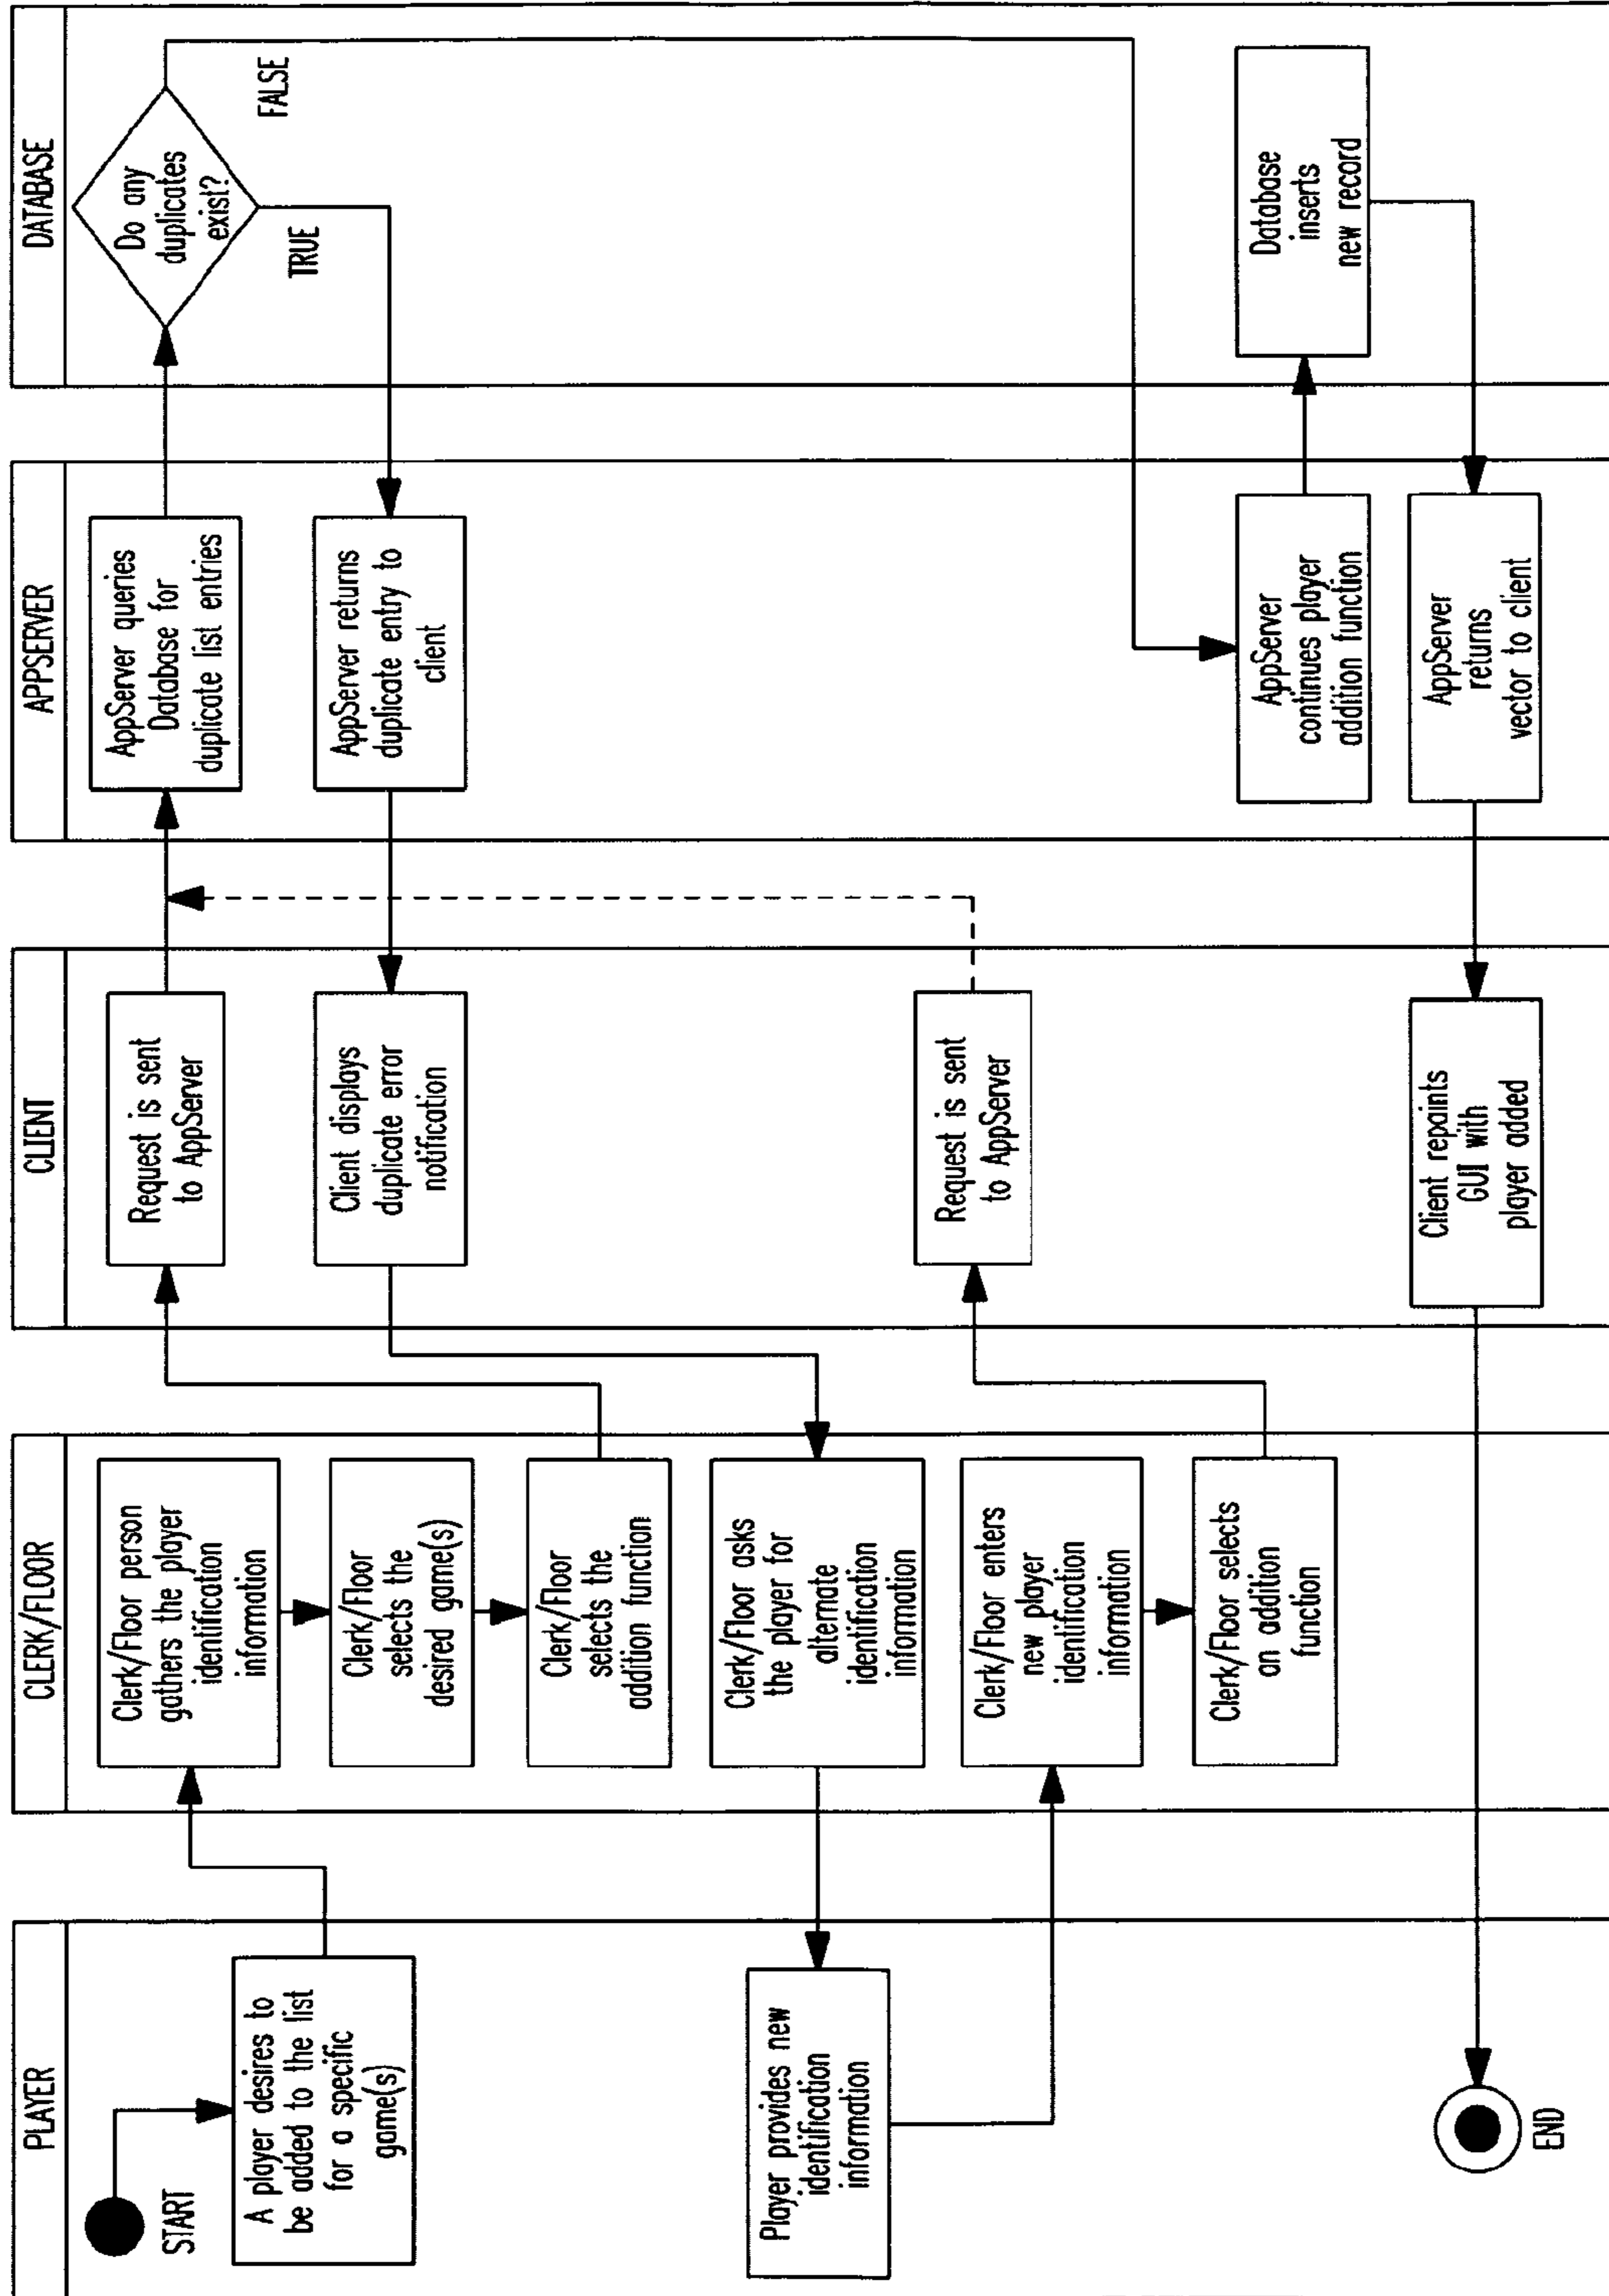 PLAYER
START
A player desires to
be added to the list
for a specific
game(s)
Player provides new
identification
information
END
CLERK/FLOOR
Clerk/Floor person
gathers the player
identification
information
Clerk/Floor
selects the
desired game(s)
Clerk/Floor
selects the
addition function
Clerk/Floor asks
the player for
alternate
identification
information
Clerk/Floor enters
new player
identification
information
Clerk/Floor selects
an addition
function
CLIENT
Request is sent
to AppServer
Client displays
duplicate error
notification
Request is sent
to AppServer
Client repaints
GUI with
player added
APPSERVER
AppServer queries
Database for
duplicate list entries
AppServer returns
duplicate entry to
client
AppServer
continues player
addition function
AppServer
returns
vector to client
DATABASE
Do any
duplicates
exist?
TRUE
FALSE
Database
inserts
new record